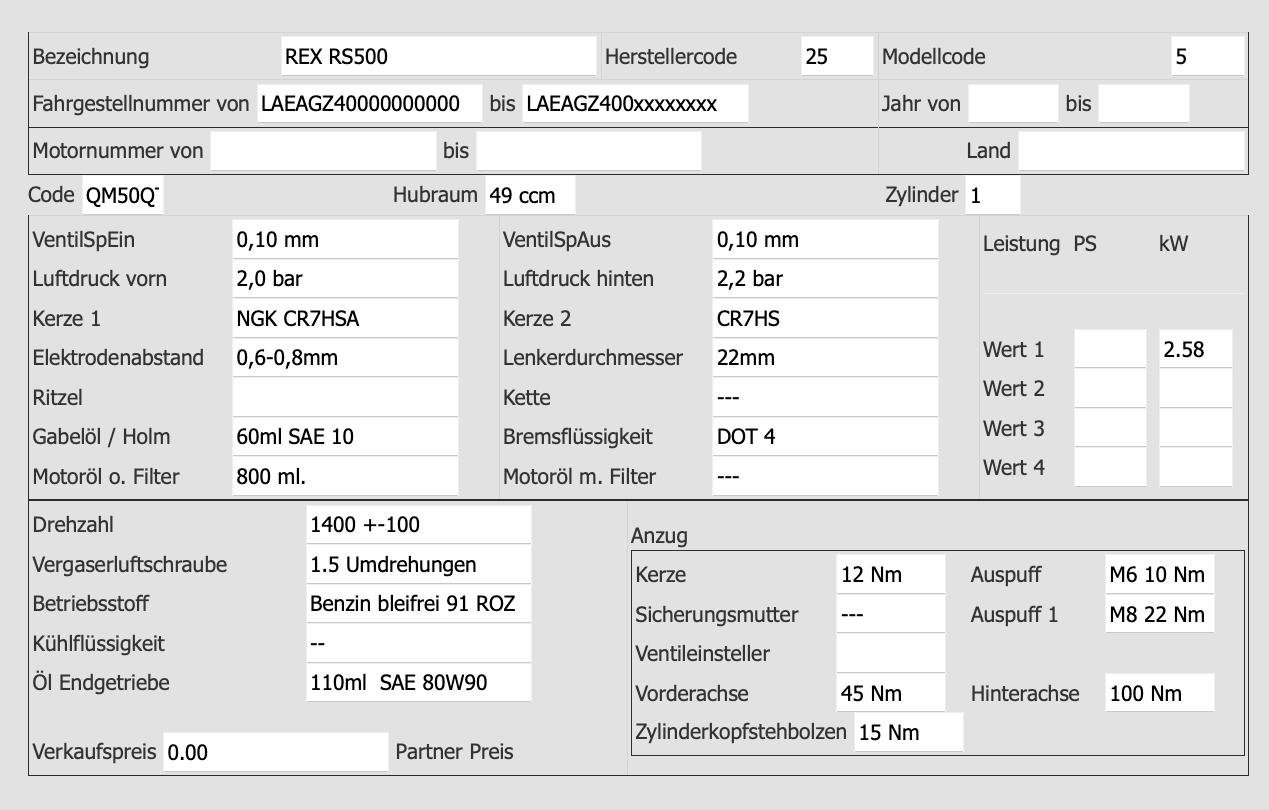 Bezeichnung REX RS500 Herstellercode 25 Modellcode 5
Fahrgestellnummer von LAEAGZ40000000000 bis LAEAGZ400xxxxxxxx Jahr von bis
Motornummer von bis Land
Code QM50Q Hubraum 49 ccm Zylinder 1
VentilSpEin 0,10 mm VentilSpAus 0,10 mm Leistung PS kW
Luftdruck vorn 2,0 bar Luftdruck hinten 2,2 bar
Kerze 1 NGK CR7HSA Kerze 2 CR7HS
Elektrodenabstand 0,6-0,8mm Lenkerdurchmesser 22mm Wert 1 2.58
Ritzel Kette --- Wert 2
Gabelöl / Holm 60ml SAE 10 Bremsflüssigkeit DOT 4 Wert 3
Motoröl o. Filter 800 ml. Motoröl m. Filter --- Wert 4
Drehzahl 1400 +-100 Anzug
Vergaserluftschraube 1.5 Umdrehungen Kerze 12 Nm Auspuff M6 10 Nm
Betriebsstoff Benzin bleifrei 91 ROZ Sicherungsmutter --- Auspuff 1 M8 22 Nm
Kühlflüssigkeit -- Ventileinsteller
Öl Endgetriebe 110ml  SAE 80W90 Vorderachse 45 Nm Hinterachse 100 Nm
Zylinderkopfstehbolzen 15 Nm
Verkaufspreis 0.00 Partner Preis